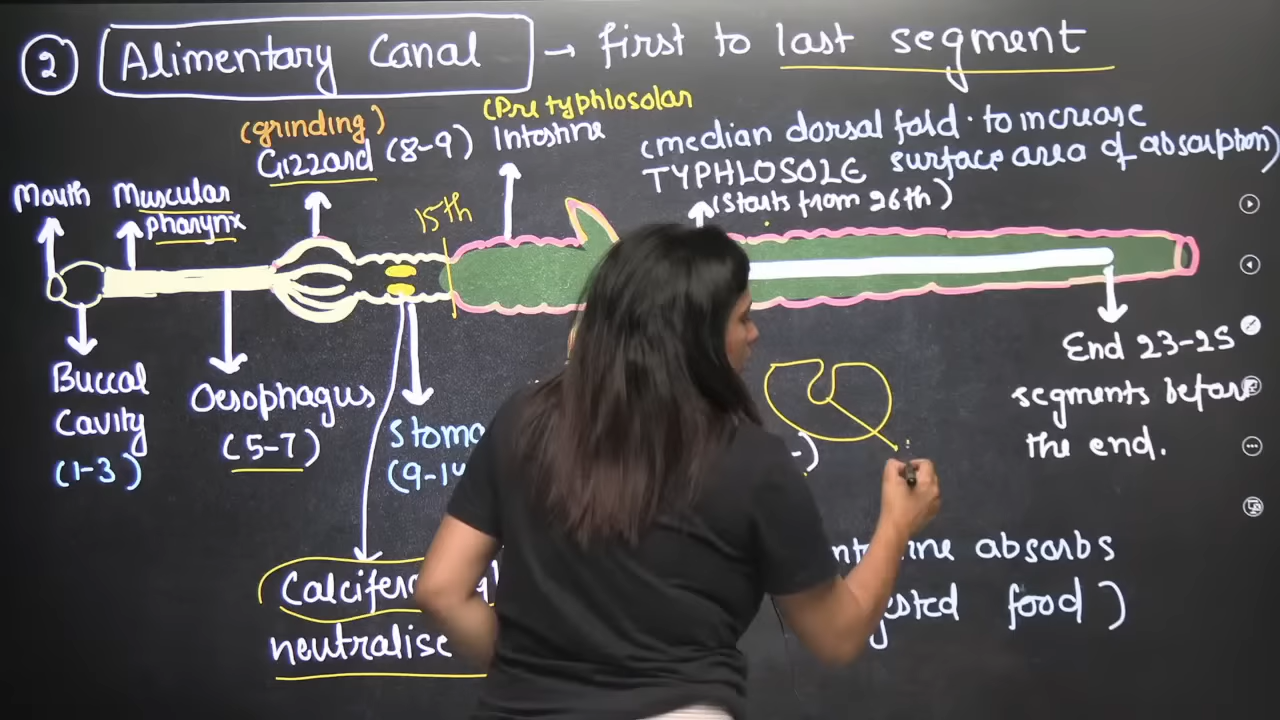 2 Alimentary Canal → first to last segment
(grinding)
Gizzard (8-9)
(Pre typhlosolar
Intestine
(median dorsal fold. to increase
TYPHLOSOLE surface area of absorption)
(Starts from 26th)
Mouth
Muscular
pharynx
15th
Buccal
Cavity
(1-3)
Oesophagus
(5-7)
(9-14
End 23-25
segments before
the end.
absorbs
food)
neutralise